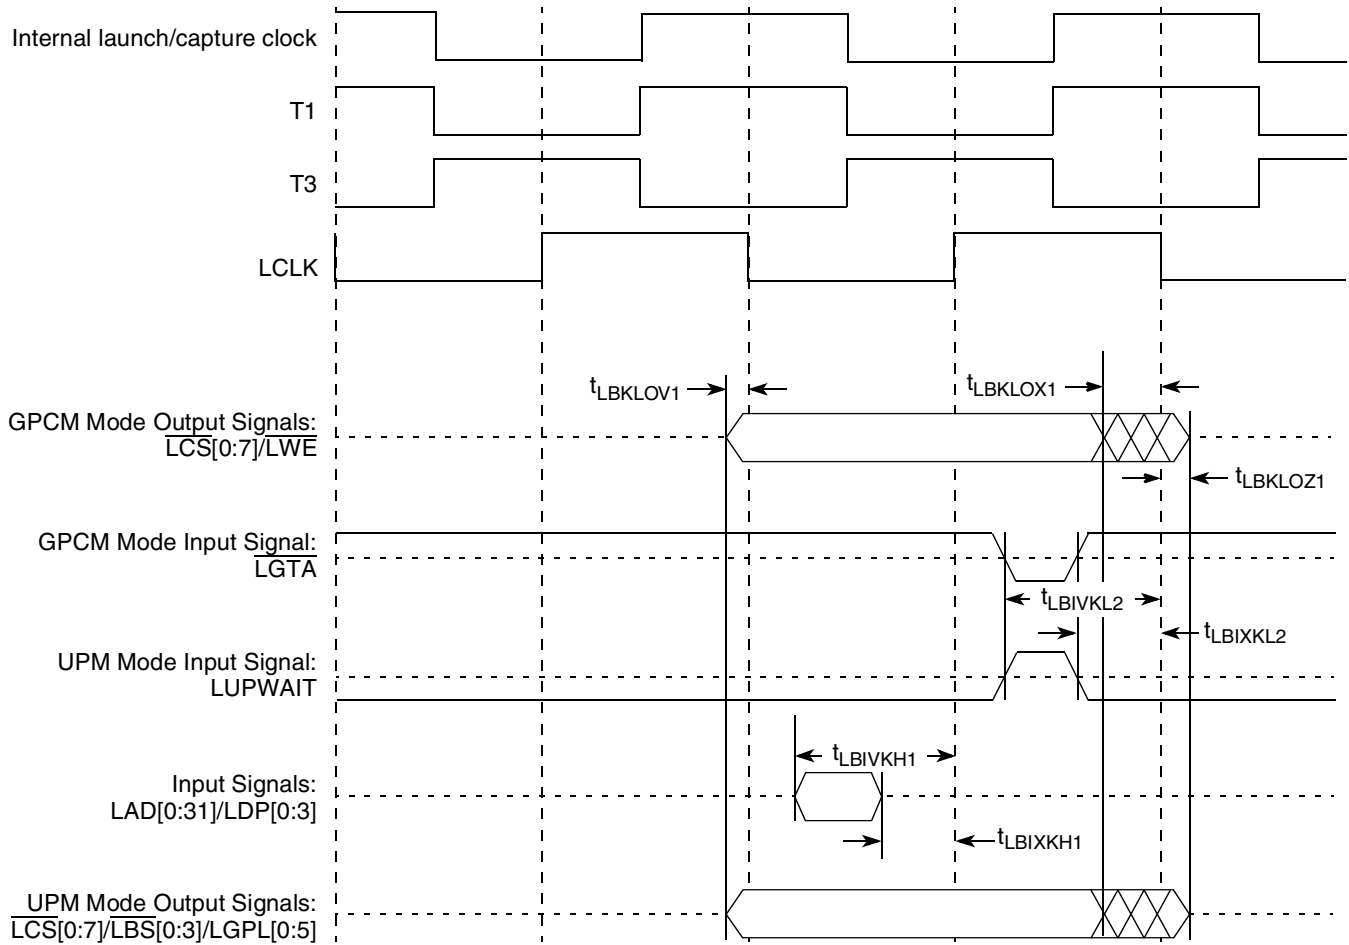 Internal launch/capture clock
T1
T3
LCLK
tLBKLOV1
tLBKLOX1
GPCM Mode Output Signals:
LCS[0:7]/LWE
tLBKLOZ1
GPCM Mode Input Signal:
LGTA
tLBIVKL2
tLBIXKL2
UPM Mode Input Signal:
LUPWAIT
tLBIVKH1
Input Signals:
LAD[0:31]/LDP[0:3]
tLBIXKH1
UPM Mode Output Signals:
LCS[0:7]/LBS[0:3]/LGPL[0:5]